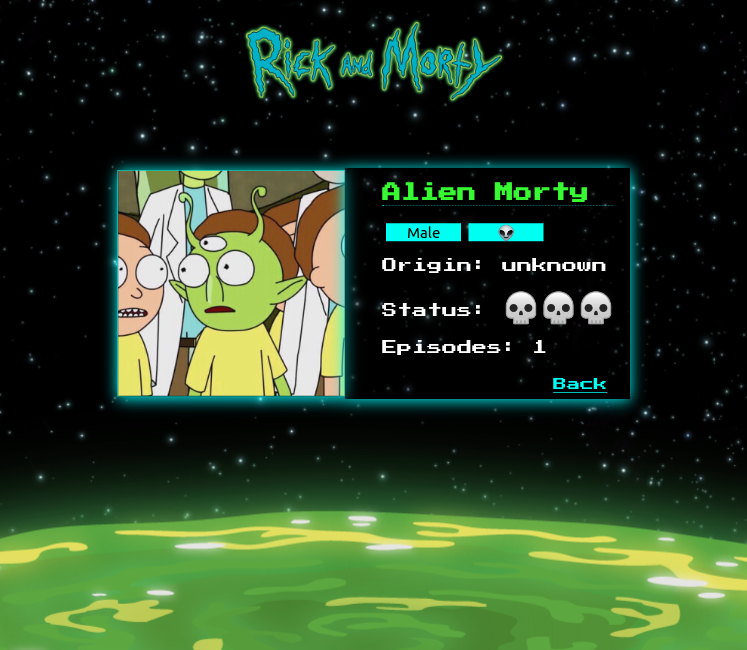 Rick and Morty
Alien Morty
Male 👽
Origin: unknown
Status: 💀💀💀
Episodes: 1
Back